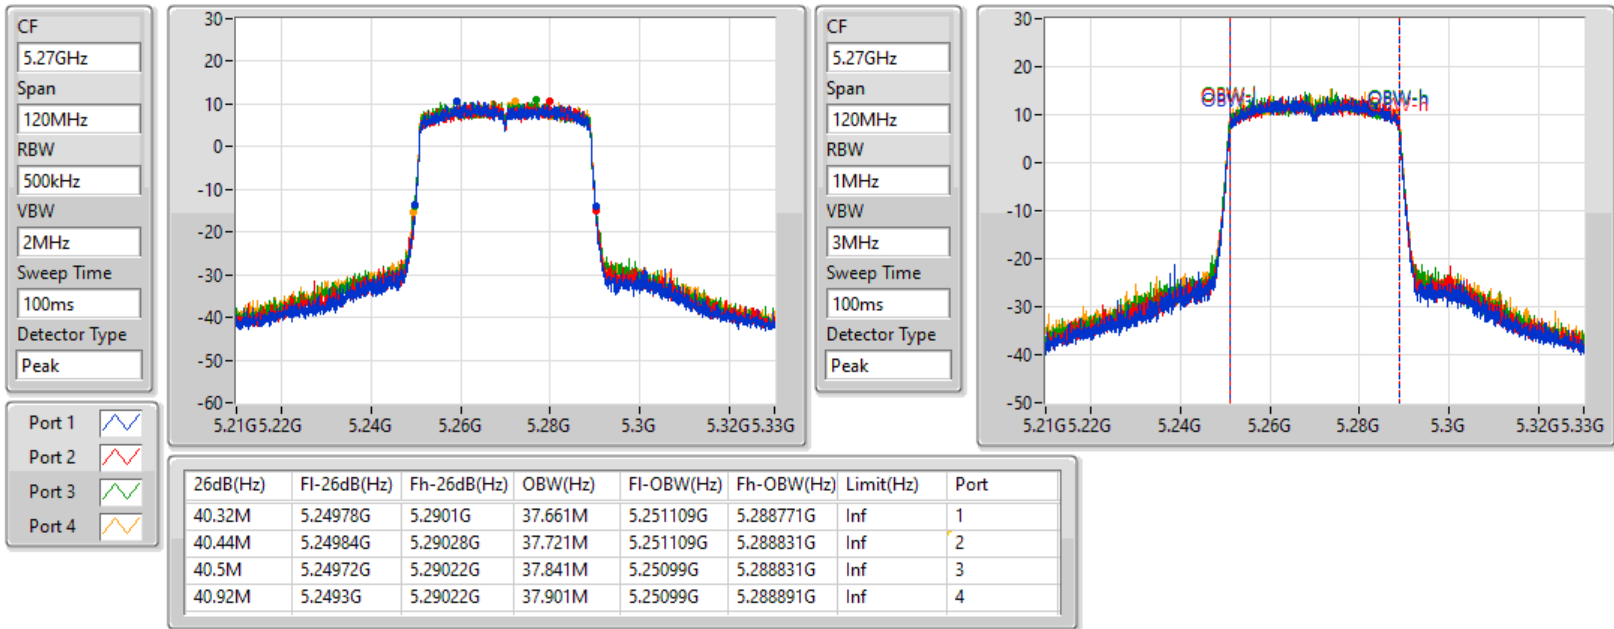 CF
5.27GHz
Span
120MHz
RBW
500kHz
VBW
2MHz
Sweep Time
100ms
Detector Type
Peak
30
20
10
0
-10
-20
-30
-40
-50
-60
5.21G 5.22G 5.24G 5.26G 5.28G 5.3G 5.32G 5.33G
CF
5.27GHz
Span
120MHz
RBW
1MHz
VBW
3MHz
Sweep Time
100ms
Detector Type
Peak
30
20
10
0
-10
-20
-30
-40
-50
OBW-l OBW-h
5.21G 5.22G 5.24G 5.26G 5.28G 5.3G 5.32G 5.33G
Port 1
Port 2
Port 3
Port 4
26dB(Hz) Fl-26dB(Hz) Fh-26dB(Hz) OBW(Hz) Fl-OBW(Hz) Fh-OBW(Hz) Limit(Hz) Port
40.32M 5.24978G 5.2901G 37.661M 5.251109G 5.288771G Inf 1
40.44M 5.24984G 5.29028G 37.721M 5.251109G 5.288831G Inf 2
40.5M 5.24972G 5.29022G 37.841M 5.25099G 5.288831G Inf 3
40.92M 5.2493G 5.29022G 37.901M 5.25099G 5.288891G Inf 4